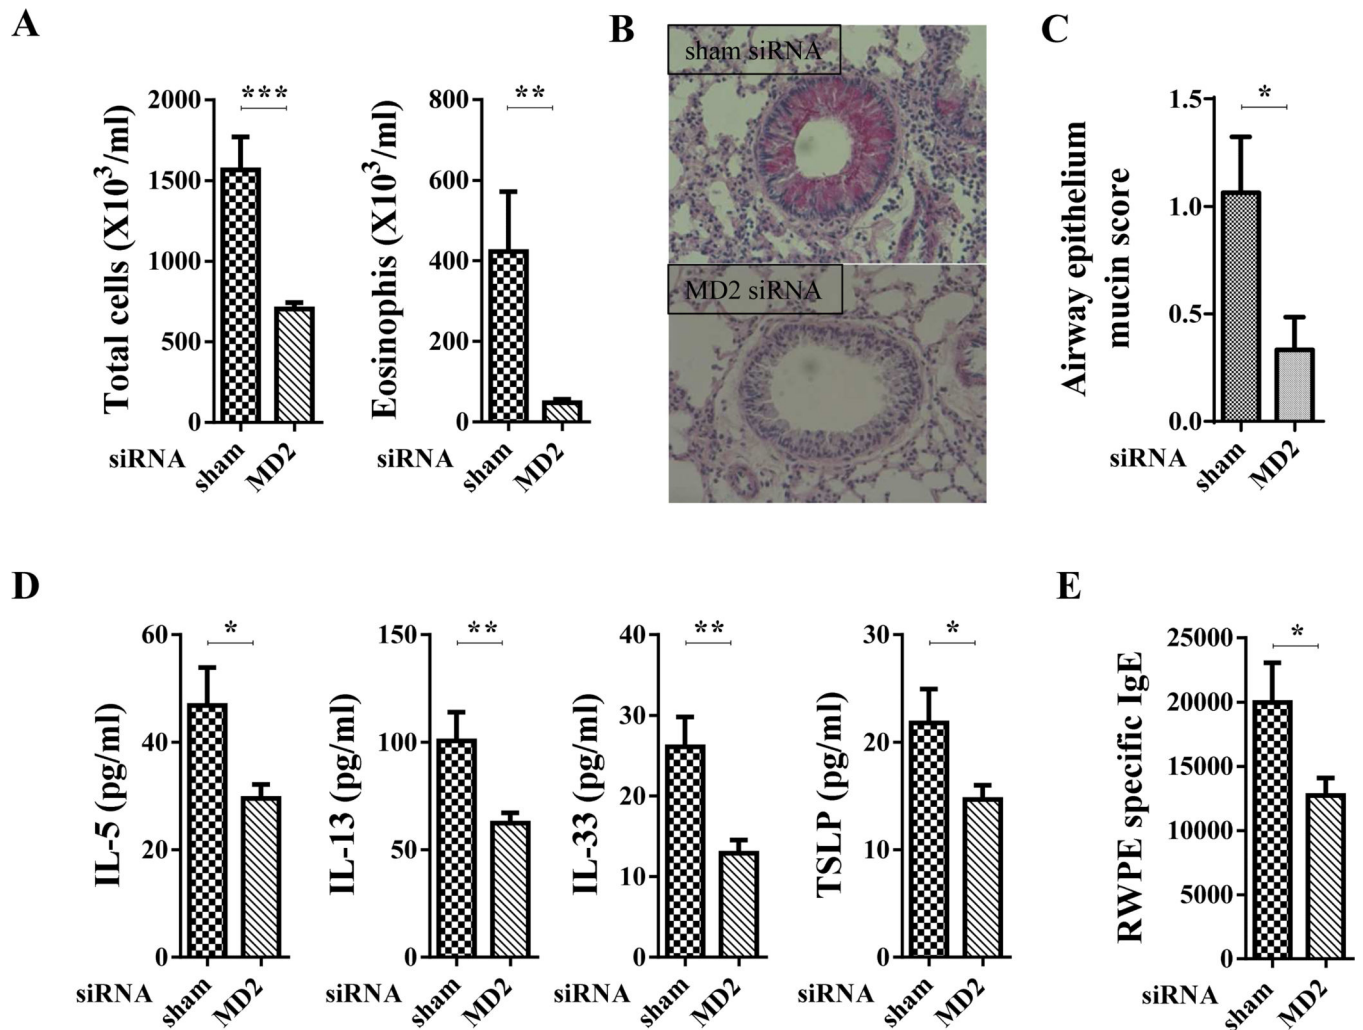 A
Total cells (X10³/ml)
2000
1500
1000
500
0
***
siRNA
sham
MD2
Eosinophis (X10³/ml)
800
600
400
200
0
**
siRNA
sham
MD2
B
sham siRNA
MD2 siRNA
C
Airway epithelium
mucin score
1.5
1.0
0.5
0.0
*
siRNA
sham
MD2
D
IL-5 (pg/ml)
60
40
20
0
*
siRNA
sham
MD2
IL-13 (pg/ml)
150
100
50
0
**
siRNA
sham
MD2
IL-33 (pg/ml)
40
30
20
10
0
**
siRNA
sham
MD2
TSLP (pg/ml)
30
20
10
0
*
siRNA
sham
MD2
E
RWPE specific IgE
25000
20000
15000
10000
5000
0
*
siRNA
sham
MD2